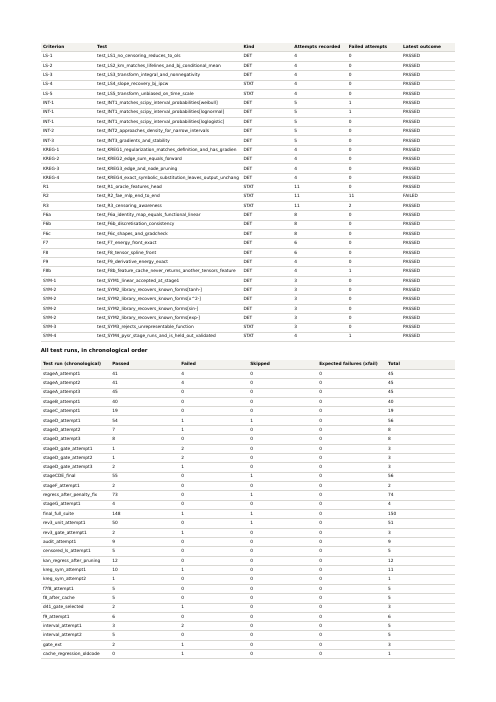 Criterion Test Kind Attempts recorded Failed attempts Latest outcome
LS-1 test_LS1_no_censoring_reduces_to_ols DET 4 0 PASSED
LS-2 test_LS2_km_matches_lifelines_and_bj_conditional_mean DET 4 0 PASSED
LS-3 test_LS3_transform_integral_and_nonnegativity DET 4 0 PASSED
LS-4 test_LS4_slope_recovery_bj_ipcw STAT 4 0 PASSED
LS-5 test_LS5_transform_unbiased_on_time_scale STAT 4 0 PASSED
INT-1 test_INT1_matches_scipy_interval_probabilities[weibull] DET 5 1 PASSED
INT-1 test_INT1_matches_scipy_interval_probabilities[lognormal] DET 5 1 PASSED
INT-1 test_INT1_matches_scipy_interval_probabilities[loglogistic] DET 5 0 PASSED
INT-2 test_INT2_approaches_density_for_narrow_intervals DET 5 0 PASSED
INT-3 test_INT3_gradients_and_stability DET 5 0 PASSED
KREG-1 test_KREG1_regularization_matches_definition_and_has_gradien DET 4 0 PASSED
KREG-2 test_KREG2_edge_sum_equals_forward DET 4 0 PASSED
KREG-3 test_KREG3_edge_and_node_pruning DET 4 0 PASSED
KREG-4 test_KREG4_exact_symbolic_substitution_leaves_output_unchang DET 4 0 PASSED
R1 test_R1_oracle_features_head STAT 11 0 PASSED
R2 test_R2_fae_mlp_end_to_end STAT 11 11 FAILED
R3 test_R3_censoring_awareness STAT 11 2 PASSED
F6a test_F6a_identity_map_equals_functional_linear DET 8 0 PASSED
F6b test_F6b_discretisation_consistency DET 8 0 PASSED
F6c test_F6c_shapes_and_gradcheck DET 8 0 PASSED
F7 test_F7_energy_front_exact DET 6 0 PASSED
F8 test_F8_tensor_spline_front DET 6 0 PASSED
F9 test_F9_derivative_energy_exact DET 4 0 PASSED
F8b test_F8b_feature_cache_never_returns_another_tensors_feature DET 4 1 PASSED
SYM-1 test_SYM1_linear_accepted_at_stage1 DET 3 0 PASSED
SYM-2 test_SYM2_library_recovers_known_forms[tanh-] DET 3 0 PASSED
SYM-2 test_SYM2_library_recovers_known_forms[x^2-] DET 3 0 PASSED
SYM-2 test_SYM2_library_recovers_known_forms[sin-] DET 3 0 PASSED
SYM-2 test_SYM2_library_recovers_known_forms[exp-] DET 3 0 PASSED
SYM-3 test_SYM3_rejects_unrepresentable_function STAT 3 0 PASSED
SYM-4 test_SYM4_pysr_stage_runs_and_is_held_out_validated STAT 4 1 PASSED
All test runs, in chronological order
Test run (chronological) Passed Failed Skipped Expected failures (xfail) Total
stageA_attempt1 41 4 0 0 45
stageA_attempt2 41 4 0 0 45
stageA_attempt3 45 0 0 0 45
stageB_attempt1 40 0 0 0 40
stageC_attempt1 19 0 0 0 19
stageD_attempt1 54 1 1 0 56
stageD_attempt2 7 1 0 0 8
stageD_attempt3 8 0 0 0 8
stageD_gate_attempt1 1 2 0 0 3
stageD_gate_attempt2 1 2 0 0 3
stageD_gate_attempt3 2 1 0 0 3
stageCDE_final 55 0 1 0 56
stageF_attempt1 2 0 0 0 2
regress_after_penalty_fix 73 0 1 0 74
stageG_attempt1 4 0 0 0 4
final_full_suite 148 1 1 0 150
rev3_unit_attempt1 50 0 1 0 51
rev3_gate_attempt1 2 1 0 0 3
audit_attempt1 9 0 0 0 9
censored_ls_attempt1 5 0 0 0 5
kan_regress_after_pruning 12 0 0 0 12
kreg_sym_attempt1 10 1 0 0 11
kreg_sym_attempt2 1 0 0 0 1
f7f8_attempt1 5 0 0 0 5
f8_after_cache 5 0 0 0 5
d41_gate_selected 2 1 0 0 3
f9_attempt1 6 0 0 0 6
interval_attempt1 3 2 0 0 5
interval_attempt2 5 0 0 0 5
gate_ext 2 1 0 0 3
cache_regression_oldcode 0 1 0 0 1